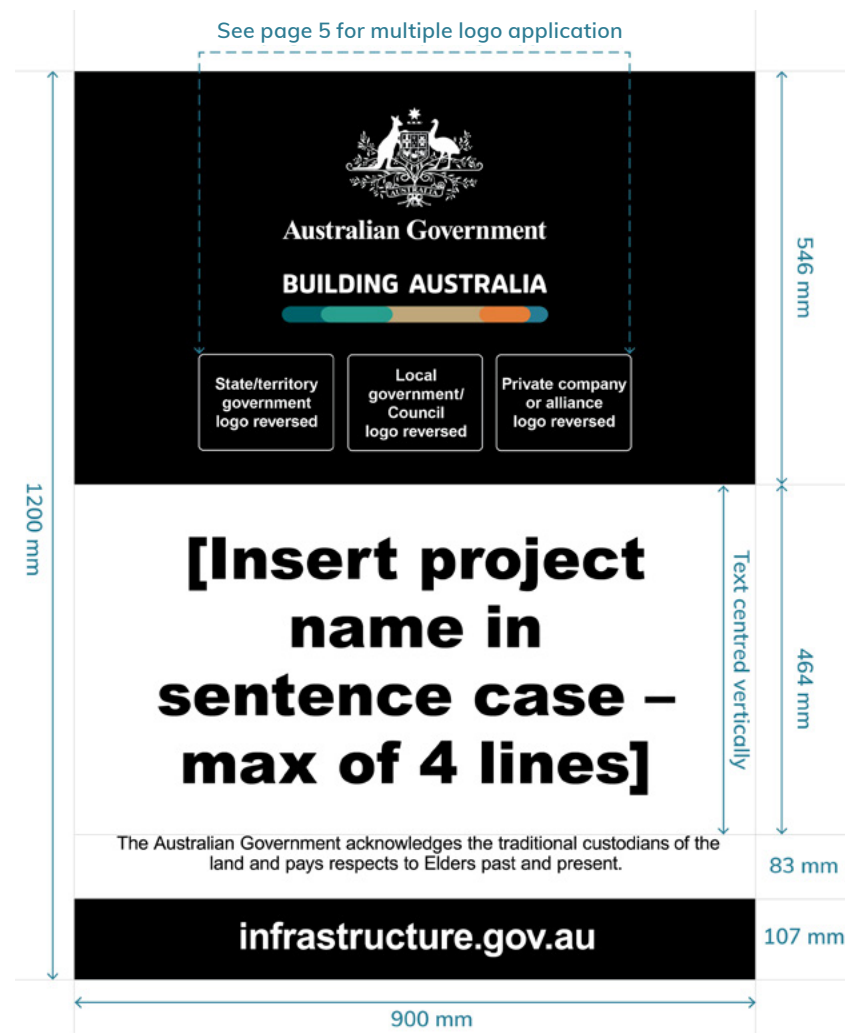 See page 5 for multiple logo application
AUSTRALIA
Australian Government
BUILDING AUSTRALIA
State/territory
government
logo reversed
Local
government/
Council
logo reversed
Private company
or alliance
logo reversed
546 mm
1200 mm
[Insert project
name in
sentence case –
max of 4 lines]
Text centred vertically
464 mm
The Australian Government acknowledges the traditional custodians of the
land and pays respects to Elders past and present.
83 mm
infrastructure.gov.au
107 mm
900 mm